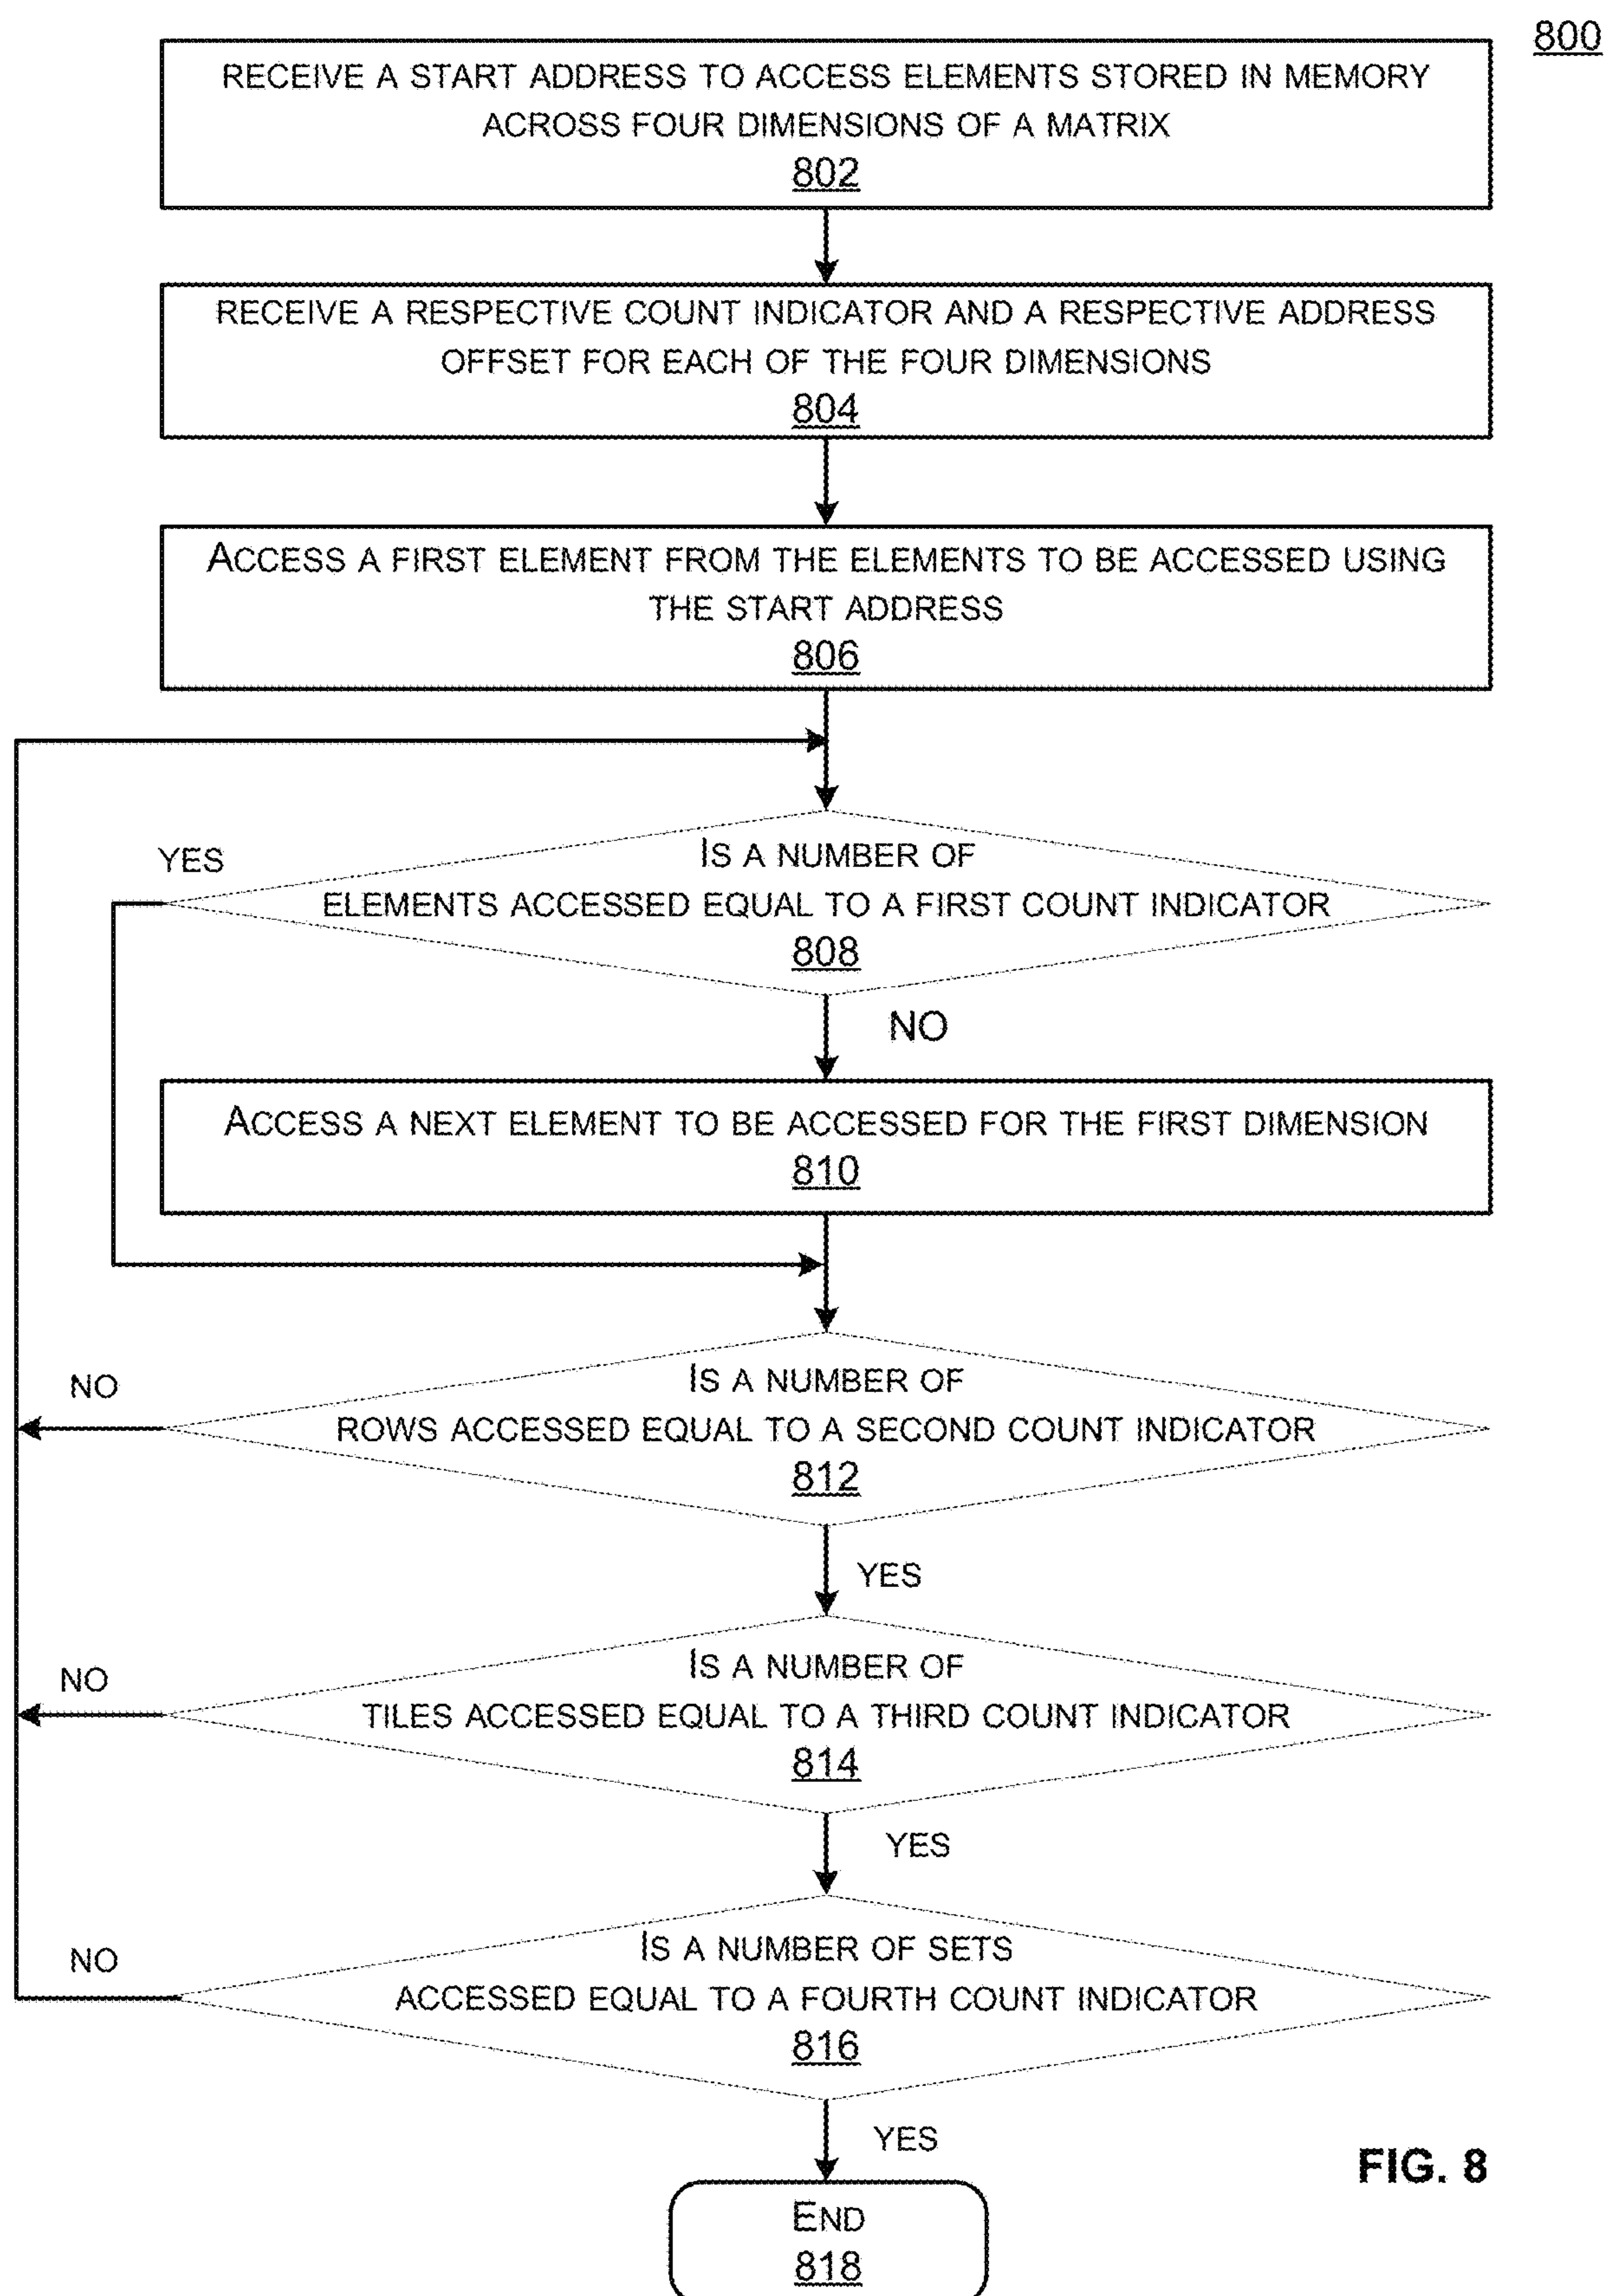 800
RECEIVE A START ADDRESS TO ACCESS ELEMENTS STORED IN MEMORY
ACROSS FOUR DIMENSIONS OF A MATRIX
802
RECEIVE A RESPECTIVE COUNT INDICATOR AND A RESPECTIVE ADDRESS
OFFSET FOR EACH OF THE FOUR DIMENSIONS
804
ACCESS A FIRST ELEMENT FROM THE ELEMENTS TO BE ACCESSED USING
THE START ADDRESS
806
YES
IS A NUMBER OF
ELEMENTS ACCESSED EQUAL TO A FIRST COUNT INDICATOR
808
NO
ACCESS A NEXT ELEMENT TO BE ACCESSED FOR THE FIRST DIMENSION
810
NO
IS A NUMBER OF
ROWS ACCESSED EQUAL TO A SECOND COUNT INDICATOR
812
YES
NO
IS A NUMBER OF
TILES ACCESSED EQUAL TO A THIRD COUNT INDICATOR
814
YES
NO
IS A NUMBER OF SETS
ACCESSED EQUAL TO A FOURTH COUNT INDICATOR
816
YES
FIG. 8
END
818